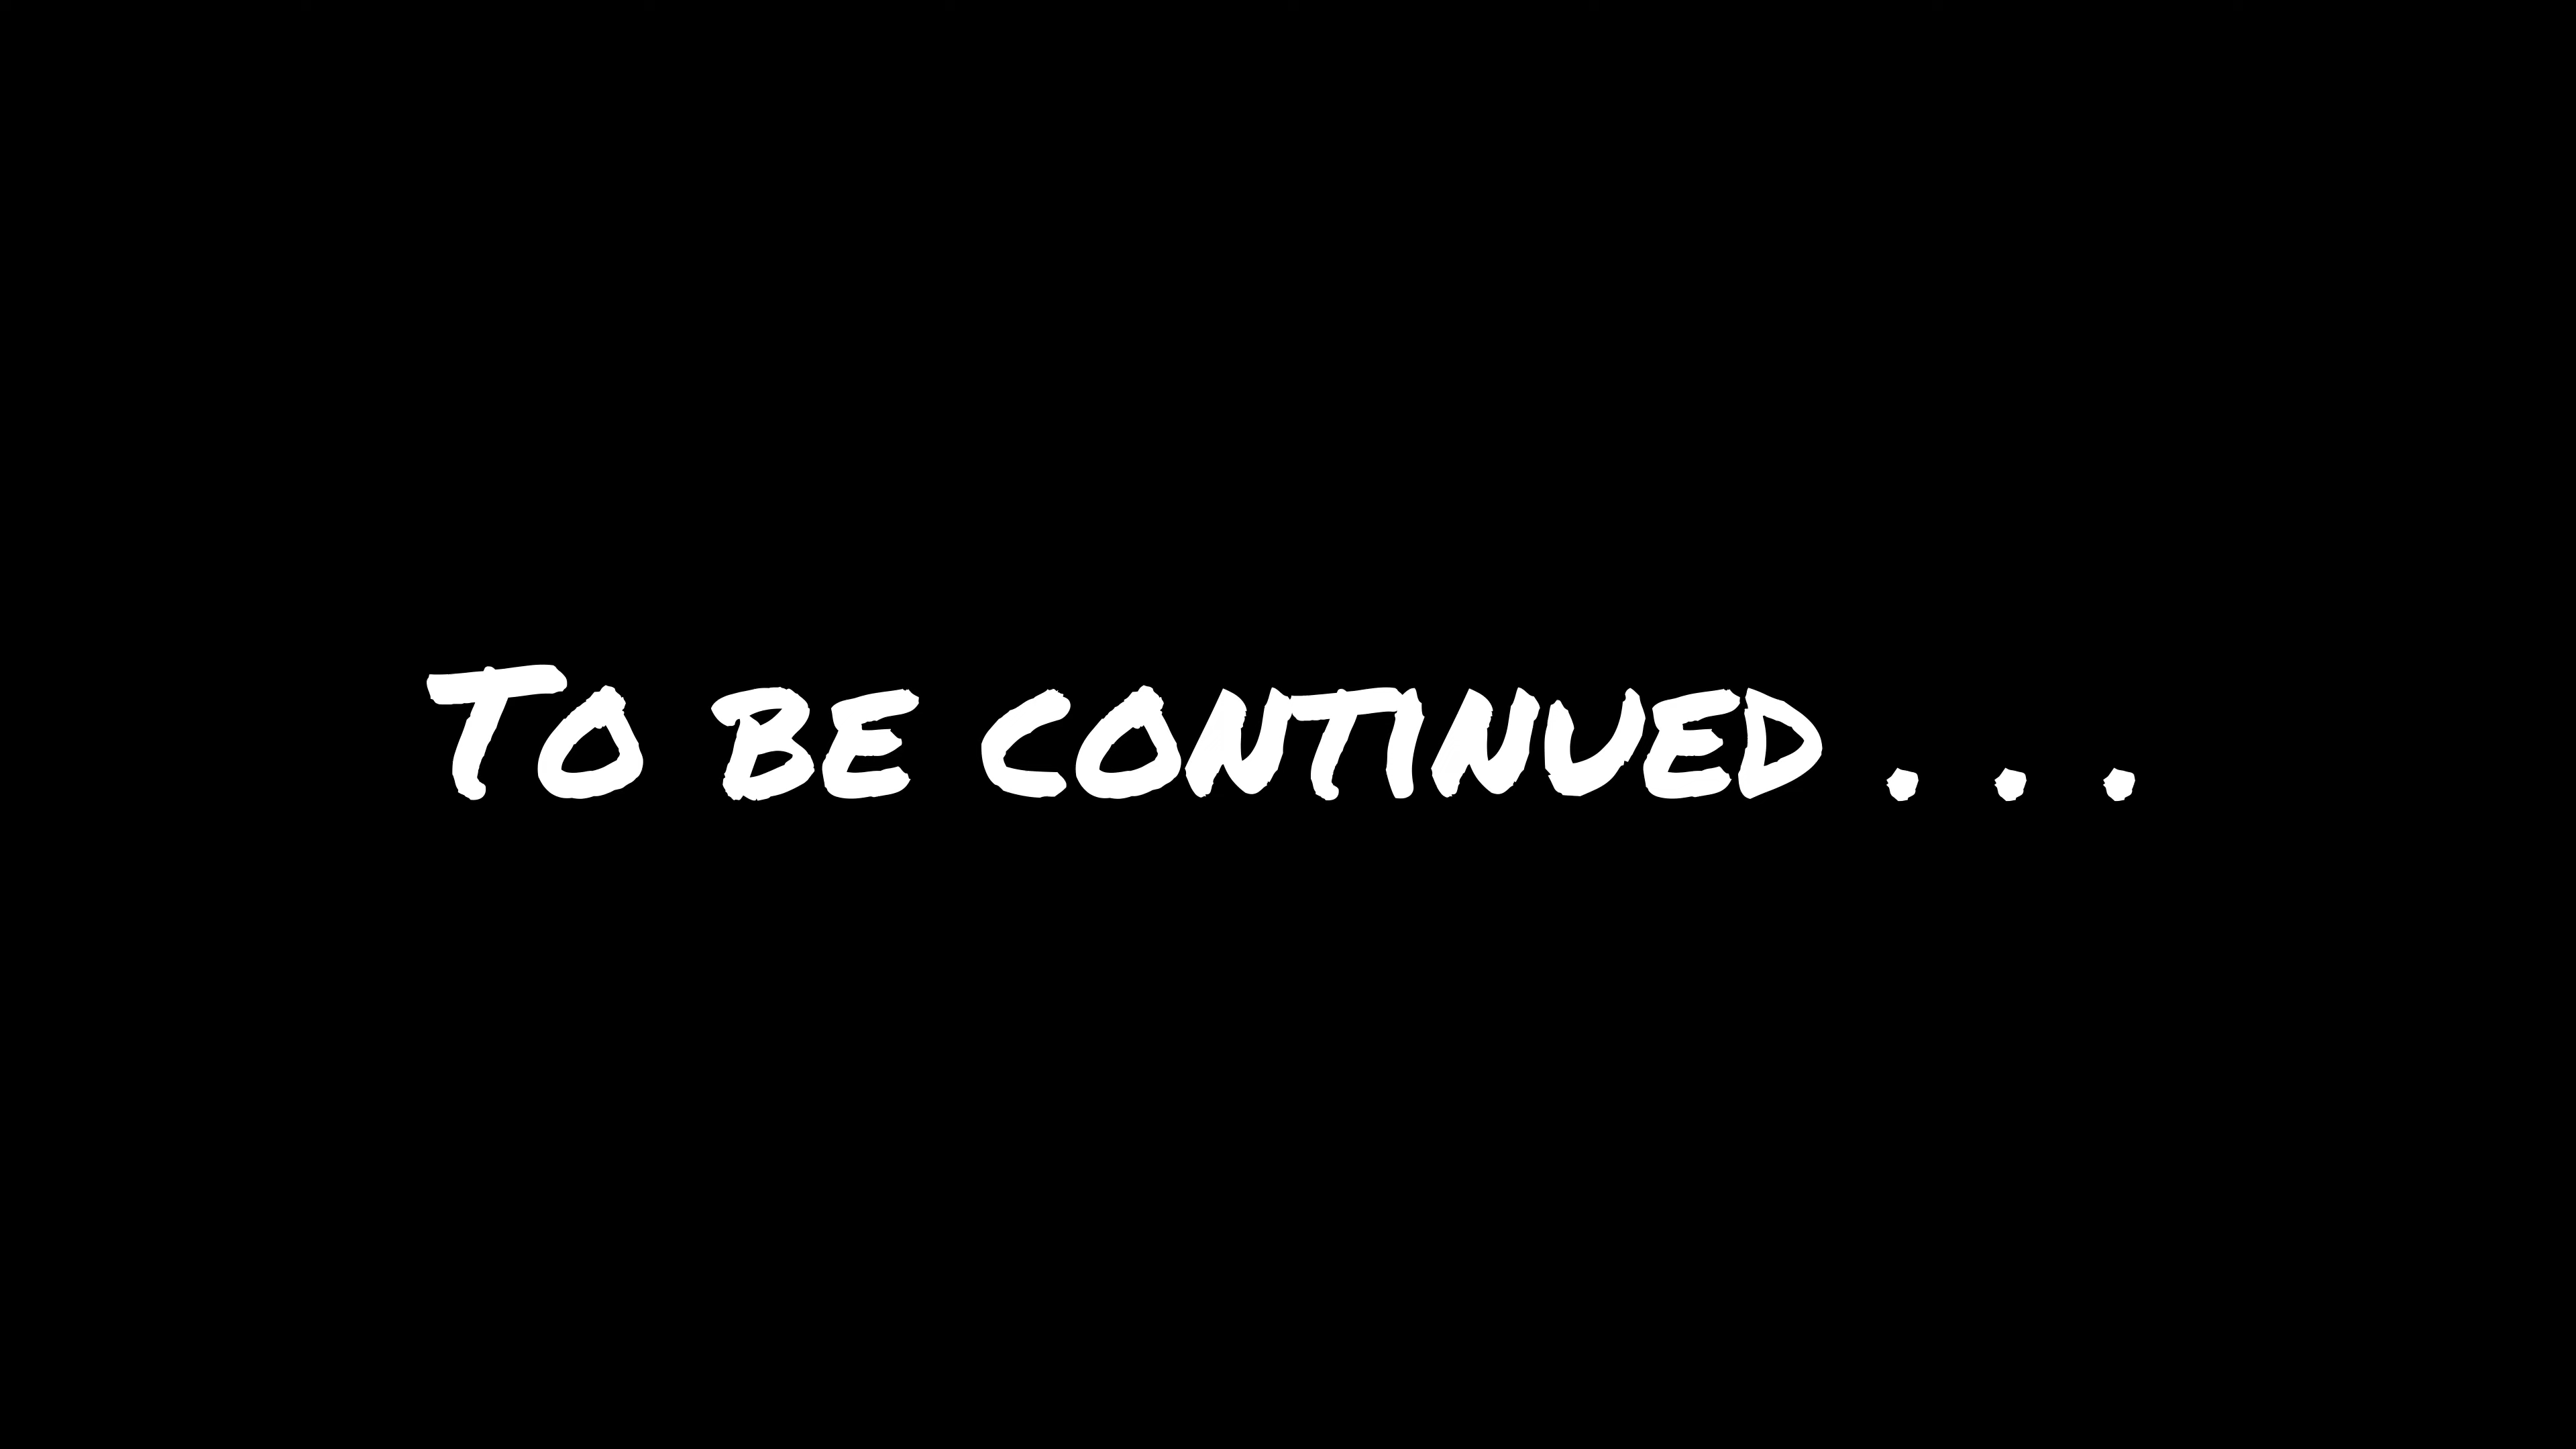 To be continued . . .